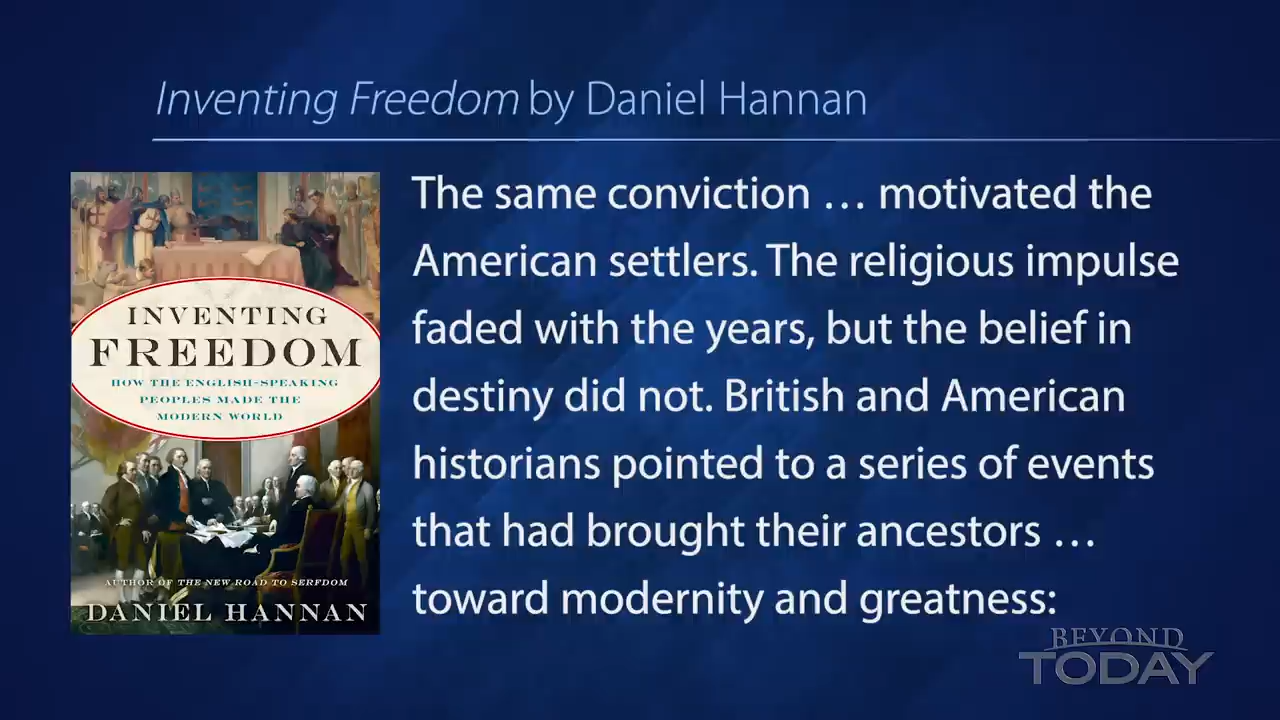 Inventing Freedom by Daniel Hannan
INVENTING
FREEDOM
HOW THE ENGLISH-SPEAKING
PEOPLES MADE THE
MODERN WORLD
AUTHOR OF THE NEW ROAD TO SERFDOM
DANIEL HANNAN
The same conviction … motivated the
American settlers. The religious impulse
faded with the years, but the belief in
destiny did not. British and American
historians pointed to a series of events
that had brought their ancestors …
toward modernity and greatness:
BEYOND
TODAY